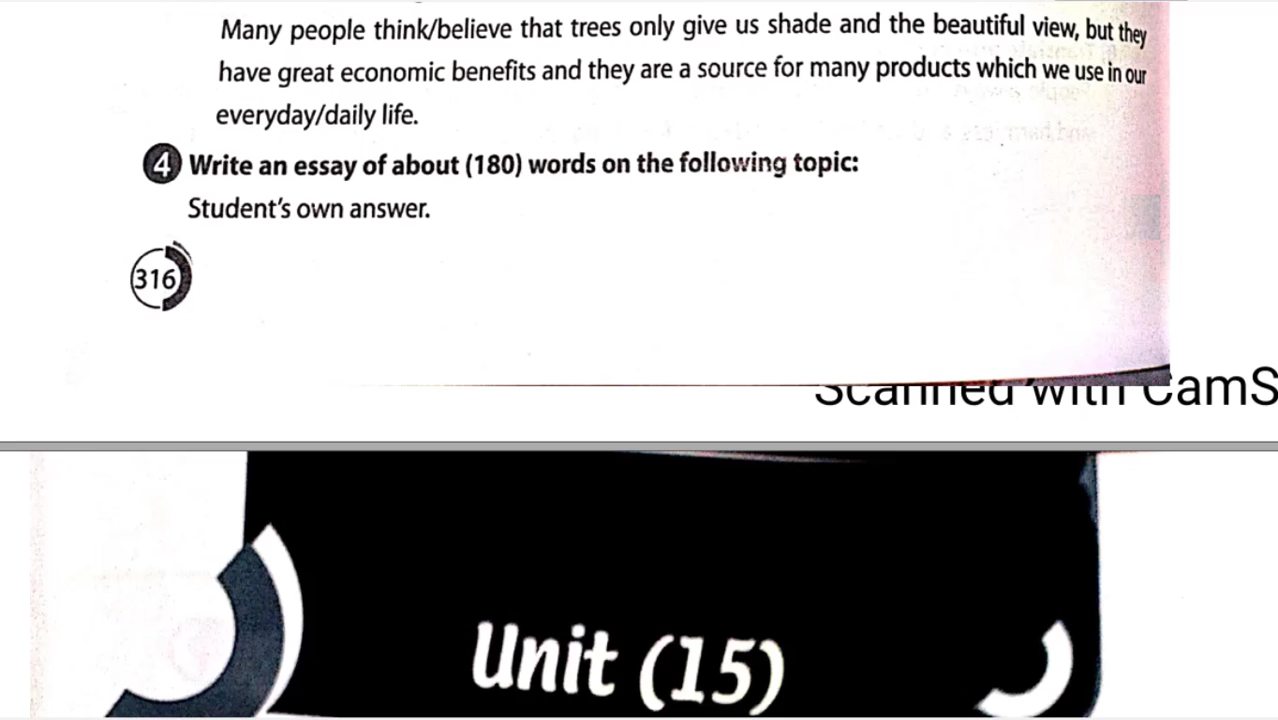 Many people think/believe that trees only give us shade and the beautiful view, but they
have great economic benefits and they are a source for many products which we use in our
everyday/daily life.
4 Write an essay of about (180) words on the following topic:
Student's own answer.
316
Scanned with CamS
Unit (15)